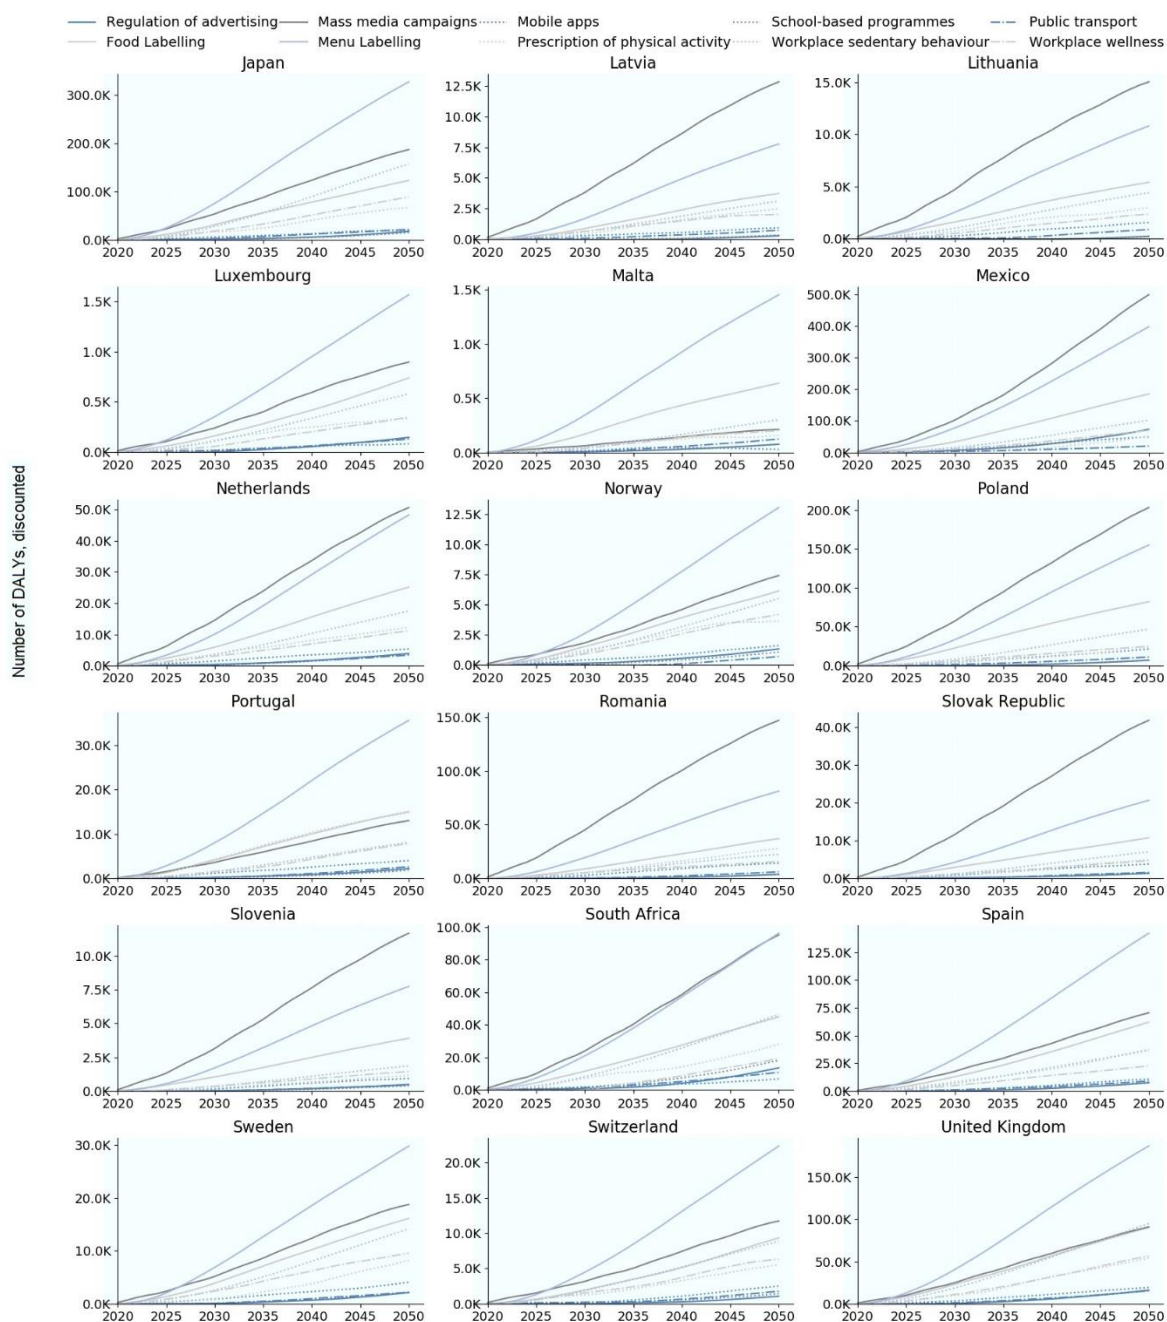 Regulation of advertising Mass media campaigns Mobile apps School-based programmes Public transport
Food Labelling Menu Labelling Prescription of physical activity Workplace sedentary behaviour Workplace wellness
Number of DALYs, discounted
Japan Latvia Lithuania
300.0K 12.5K 15.0K
200.0K 10.0K 10.0K
100.0K 7.5K 5.0K
0.0K 5.0K 0.0K
2.5K
0.0K
2020 2025 2030 2035 2040 2045 2050 2020 2025 2030 2035 2040 2045 2050 2020 2025 2030 2035 2040 2045 2050
Luxembourg Malta Mexico
1.5K 1.5K 500.0K
1.0K 1.0K 400.0K
0.5K 0.5K 300.0K
0.0K 0.0K 200.0K
100.0K
0.0K
2020 2025 2030 2035 2040 2045 2050 2020 2025 2030 2035 2040 2045 2050 2020 2025 2030 2035 2040 2045 2050
Netherlands Norway Poland
50.0K 12.5K 200.0K
40.0K 7.5K 150.0K
30.0K 5.0K 100.0K
20.0K 2.5K 50.0K
10.0K 0.0K 0.0K
0.0K
2020 2025 2030 2035 2040 2045 2050 2020 2025 2030 2035 2040 2045 2050 2020 2025 2030 2035 2040 2045 2050
Portugal Romania Slovak Republic
30.0K 150.0K 40.0K
20.0K 100.0K 30.0K
10.0K 50.0K 20.0K
0.0K 0.0K 10.0K
0.0K
2020 2025 2030 2035 2040 2045 2050 2020 2025 2030 2035 2040 2045 2050 2020 2025 2030 2035 2040 2045 2050
Slovenia South Africa Spain
10.0K 100.0K 125.0K
7.5K 80.0K 75.0K
5.0K 60.0K 50.0K
2.5K 40.0K 25.0K
0.0K 20.0K 0.0K
0.0K
2020 2025 2030 2035 2040 2045 2050 2020 2025 2030 2035 2040 2045 2050 2020 2025 2030 2035 2040 2045 2050
Sweden Switzerland United Kingdom
30.0K 20.0K 150.0K
20.0K 15.0K 100.0K
10.0K 10.0K 50.0K
0.0K 5.0K 0.0K
0.0K
2020 2025 2030 2035 2040 2045 2050 2020 2025 2030 2035 2040 2045 2050 2020 2025 2030 2035 2040 2045 2050